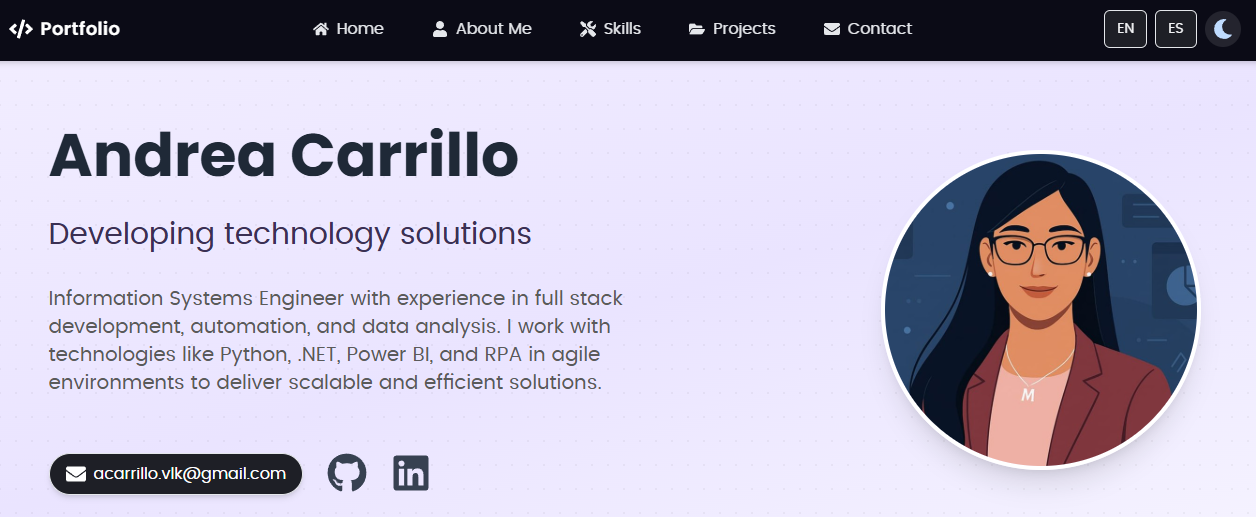 </> Portfolio
Home
About Me
Skills
Projects
Contact
EN
ES
Andrea Carrillo
Developing technology solutions
Information Systems Engineer with experience in full stack
development, automation, and data analysis. I work with
technologies like Python, .NET, Power BI, and RPA in agile
environments to deliver scalable and efficient solutions.
M
acarrillo.vlk@gmail.com
in